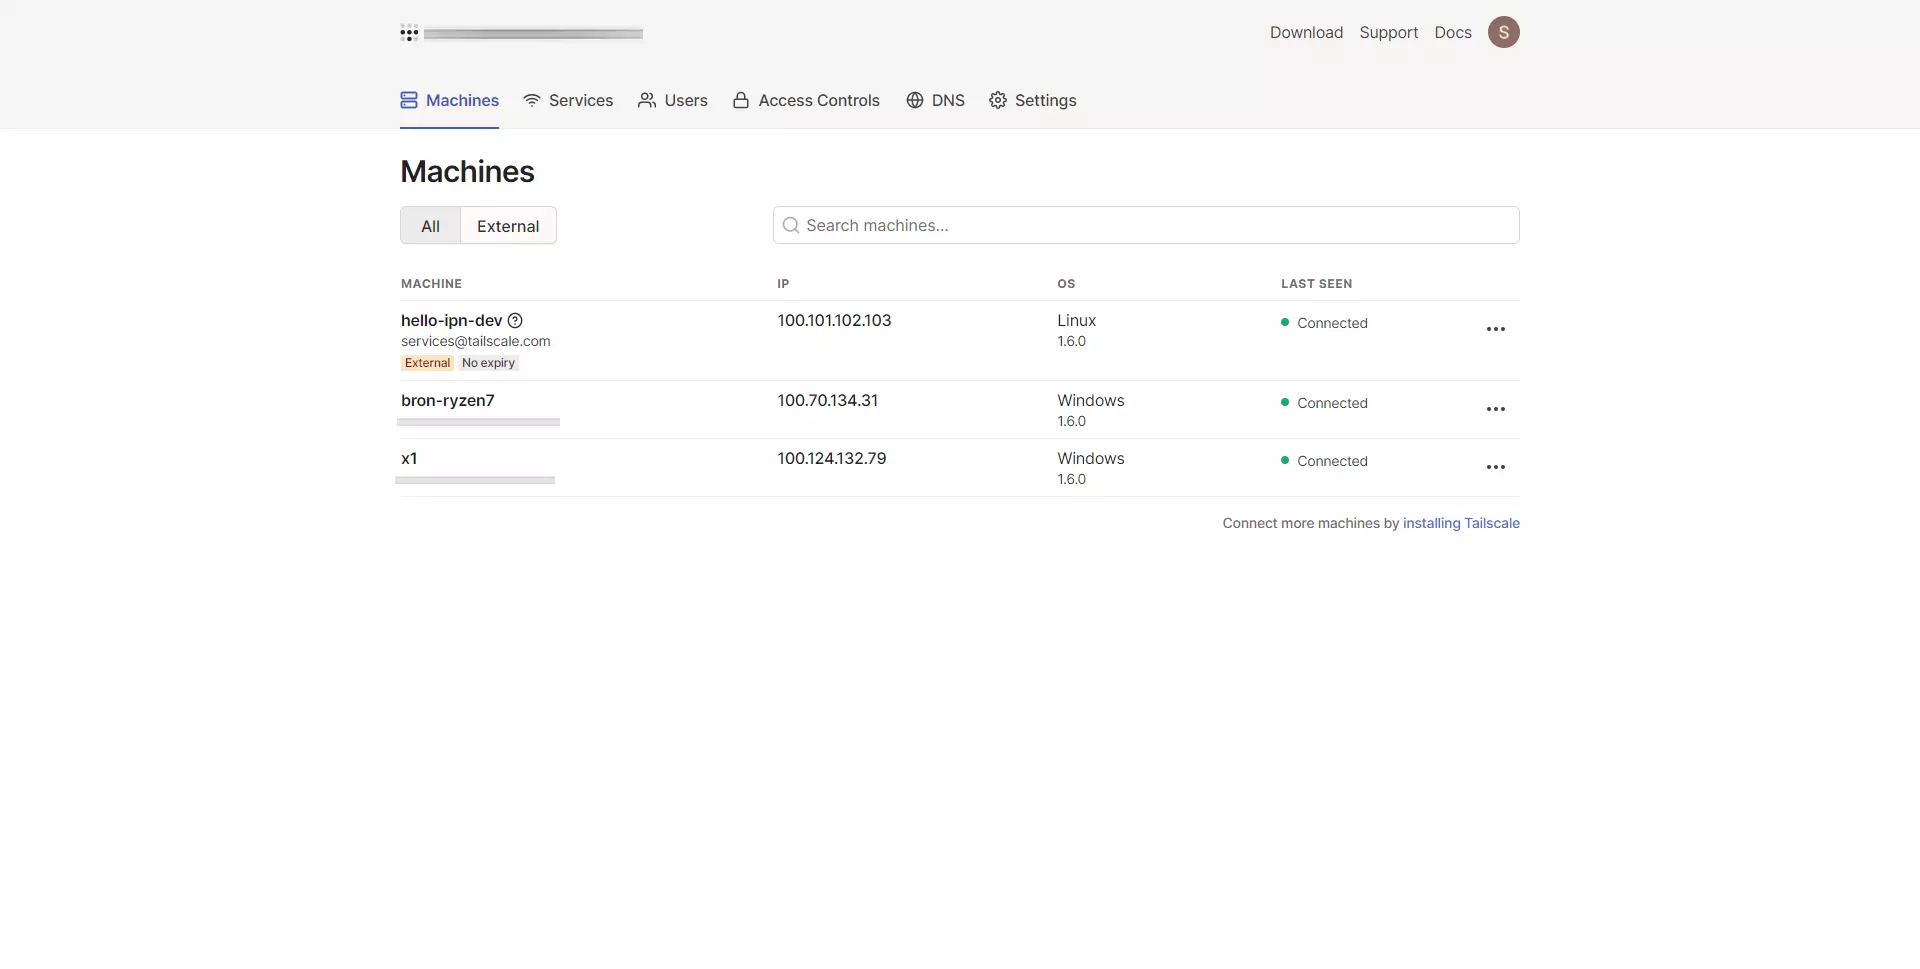 Download Support Docs S
Machines Services Users Access Controls DNS Settings
Machines
All External Search machines...
MACHINE IP OS LAST SEEN
hello-ipn-dev 100.101.102.103 Linux Connected
services@tailscale.com 1.6.0
External No expiry
bron-ryzen7 100.70.134.31 Windows Connected
1.6.0
x1 100.124.132.79 Windows Connected
1.6.0
Connect more machines by installing Tailscale